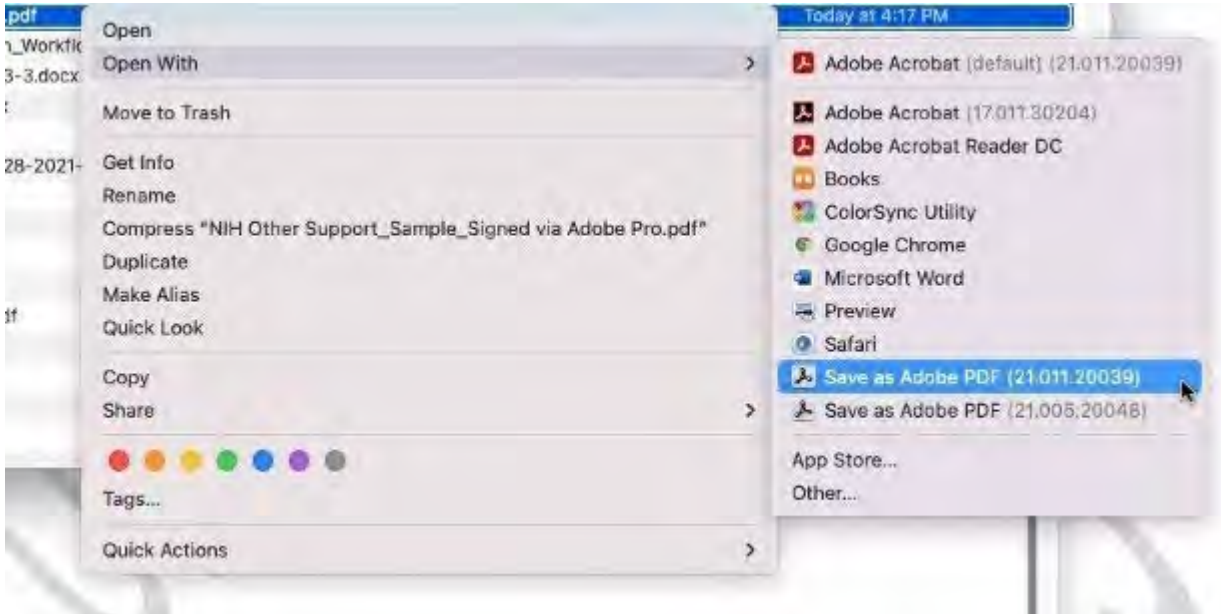 .pdf
Today at 4:17 PM
n_Workflo
3-3.docx
28-2021-
df
Open
Open With
Move to Trash
Get Info
Rename
Compress "NIH Other Support_Sample_Signed via Adobe Pro.pdf"
Duplicate
Make Alias
Quick Look
Copy
Share
Tags...
Quick Actions
Adobe Acrobat (default) (21.011.20039)
Adobe Acrobat (17.011.30204)
Adobe Acrobat Reader DC
Books
ColorSync Utility
Google Chrome
Microsoft Word
Preview
Safari
Save as Adobe PDF (21.011.20039)
Save as Adobe PDF (21.005.20048)
App Store...
Other...